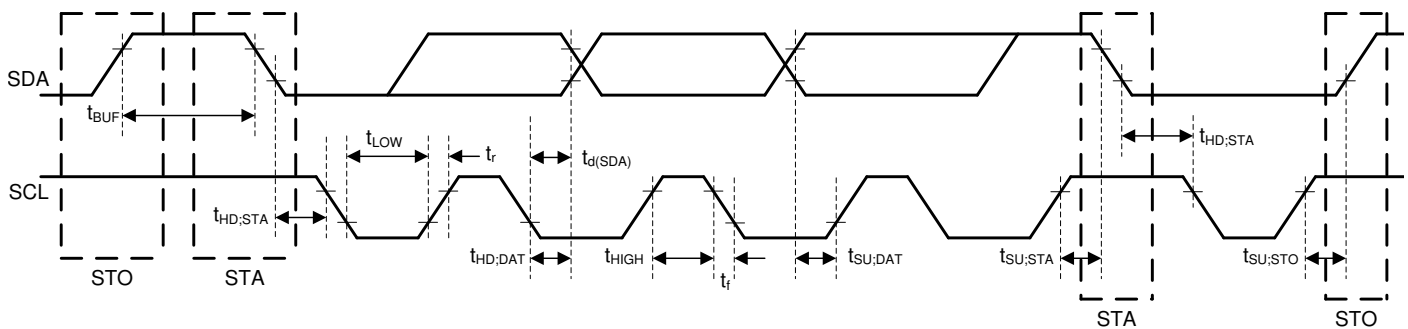 SDA
t_BUF
t_LOW
t_r
t_d(SDA)
t_HD;STA
SCL
t_HD;STA
t_HD;DAT
t_HIGH
t_f
t_SU;DAT
t_SU;STA
t_SU;STO
STO
STA
STA
STO